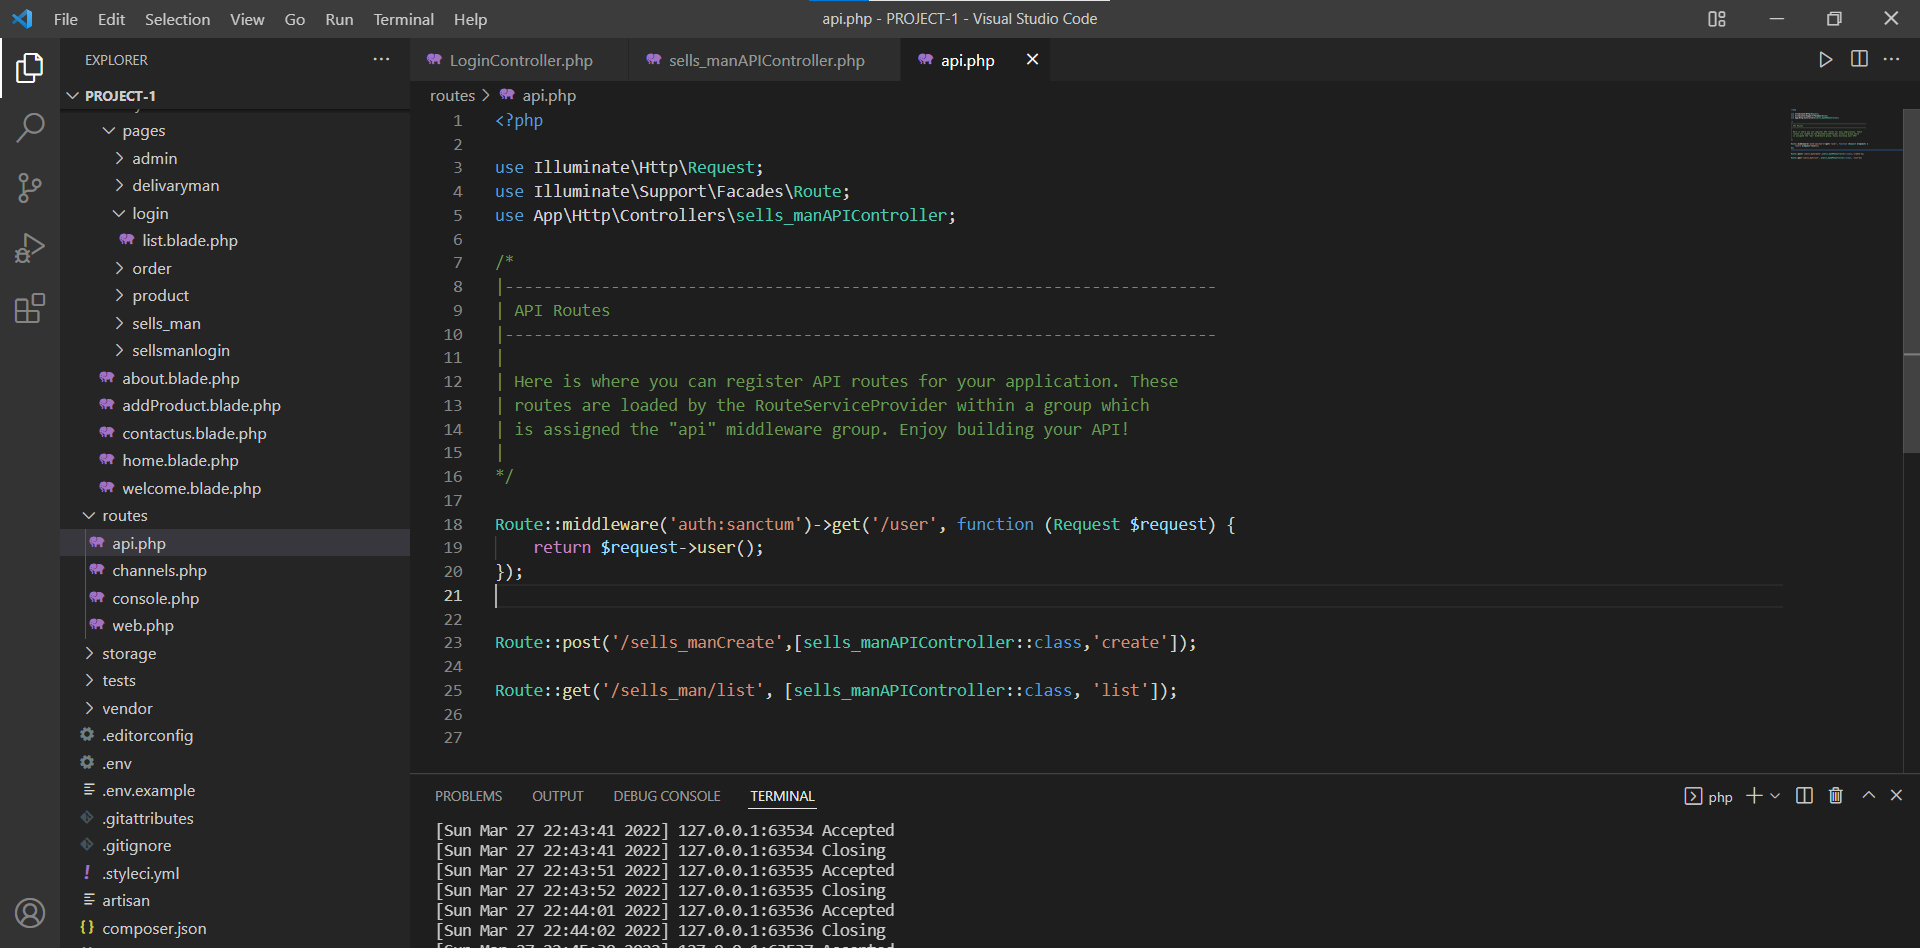 File Edit Selection View Go Run Terminal Help
api.php - PROJECT-1 - Visual Studio Code
EXPLORER
PROJECT-1
pages
admin
delivaryman
login
list.blade.php
order
product
sells_man
sellsmanlogin
about.blade.php
addProduct.blade.php
contactus.blade.php
home.blade.php
welcome.blade.php
routes
api.php
channels.php
console.php
web.php
storage
tests
vendor
.editorconfig
.env
.env.example
.gitattributes
.gitignore
.styleci.yml
artisan
composer.json
LoginController.php sells_manAPIController.php api.php
routes > api.php
1 <?php
2
3 use Illuminate\Http\Request;
4 use Illuminate\Support\Facades\Route;
5 use App\Http\Controllers\sells_manAPIController;
6
7 /*
8 |--------------------------------------------------------------------------
9 | API Routes
10 |--------------------------------------------------------------------------
11 |
12 | Here is where you can register API routes for your application. These
13 | routes are loaded by the RouteServiceProvider within a group which
14 | is assigned the "api" middleware group. Enjoy building your API!
15 |
16 */
17
18 Route::middleware('auth:sanctum')->get('/user', function (Request $request) {
19     return $request->user();
20 });
21
22
23 Route::post('/sells_manCreate',[sells_manAPIController::class,'create']);
24
25 Route::get('/sells_man/list', [sells_manAPIController::class, 'list']);
26
27
PROBLEMS OUTPUT DEBUG CONSOLE TERMINAL
php
[Sun Mar 27 22:43:41 2022] 127.0.0.1:63534 Accepted
[Sun Mar 27 22:43:41 2022] 127.0.0.1:63534 Closing
[Sun Mar 27 22:43:51 2022] 127.0.0.1:63535 Accepted
[Sun Mar 27 22:43:52 2022] 127.0.0.1:63535 Closing
[Sun Mar 27 22:44:01 2022] 127.0.0.1:63536 Accepted
[Sun Mar 27 22:44:02 2022] 127.0.0.1:63536 Closing